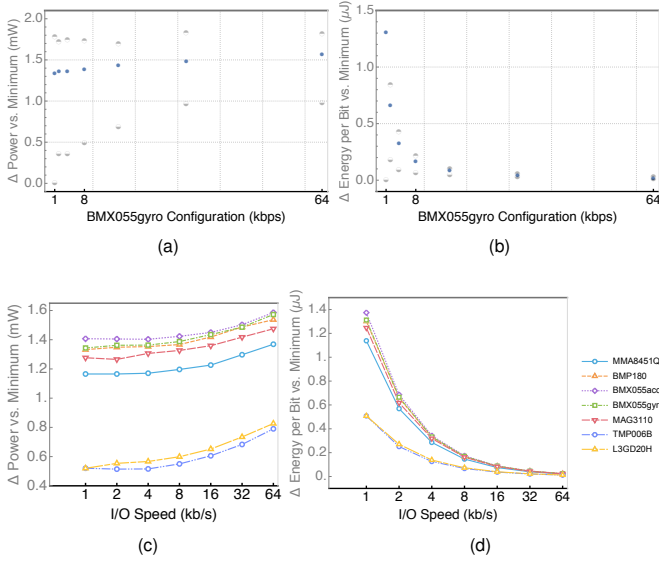 Δ Power vs. Minimum (mW)
2.0
1.5
1.0
0.5
0.0
1 8 64
BMX055gyro Configuration (kbps)
(a)
Δ Energy per Bit vs. Minimum (μJ)
1.5
1.0
0.5
0.0
1 8 64
BMX055gyro Configuration (kbps)
(b)
Δ Power vs. Minimum (mW)
1.6
1.4
1.2
1.0
0.8
0.6
0.4
1 2 4 8 16 32 64
I/O Speed (kb/s)
(c)
Δ Energy per Bit vs. Minimum (μJ)
1.4
1.2
1.0
0.8
0.6
0.4
0.2
0.
1 2 4 8 16 32 64
I/O Speed (kb/s)
(d)
MMA8451Q
BMP180
BMX055acc
BMX055gyr
MAG3110
TMP006B
L3GD20H